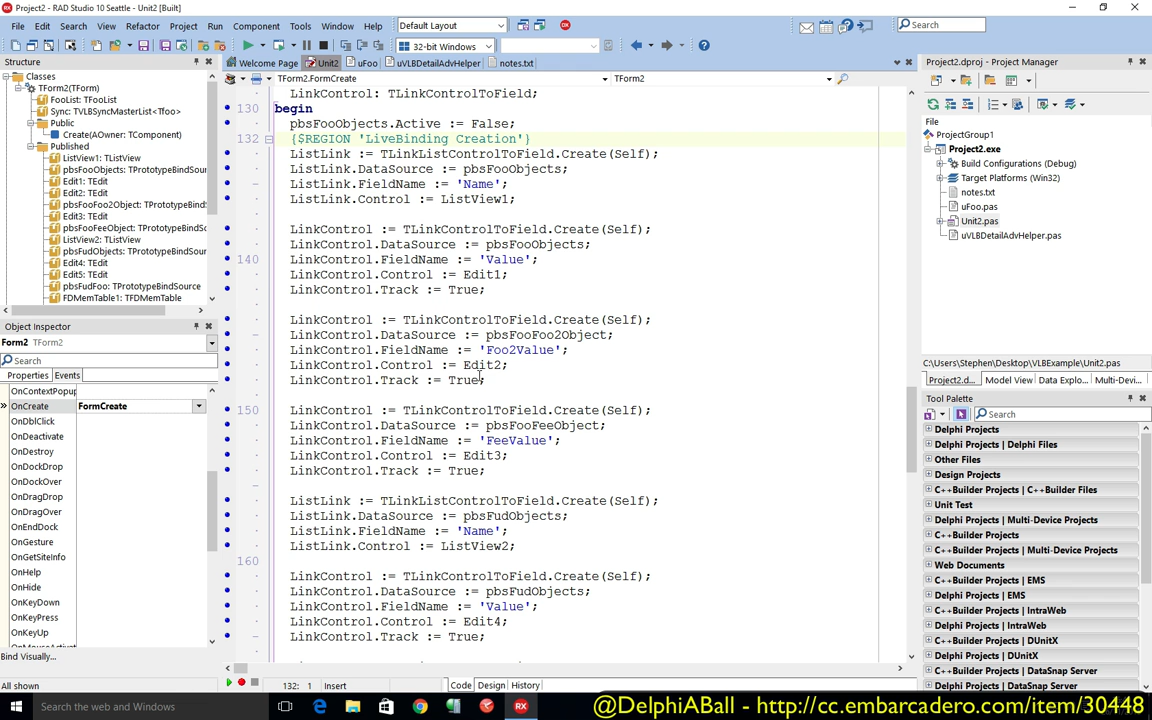 Project2 - RAD Studio 10 Seattle - Unit2 [Built]
File Edit Search View Refactor Project Run Component Tools Window Help Default Layout Search
32-bit Windows
Structure
Classes
TForm2(TForm)
FooList: TFooList
Sync: TVLBSyncMasterList<Tfoo>
Public
Create(AOwner: TComponent)
Published
ListView1: TListView
pbsFooObjects: TPrototypeBindSour
Edit1: TEdit
Edit2: TEdit
pbsFooFoo2Object: TPrototypeBindS
Edit3: TEdit
pbsFooFeeObject: TPrototypeBindSo
ListView2: TListView
pbsFudObjects: TPrototypeBindSour
Edit4: TEdit
Edit5: TEdit
pbsFudFoo: TPrototypeBindSource
FDMemTable1: TFDMemTable
Object Inspector
Form2 TForm2
Search
Properties Events
OnContextPopup
OnCreate FormCreate
OnDblClick
OnDeactivate
OnDestroy
OnDockDrop
OnDockOver
OnDragDrop
OnDragOver
OnEndDock
OnGesture
OnGetSiteInfo
OnHelp
OnHide
OnKeyDown
OnKeyPress
OnKeyUp
OnMouseActivat
Bind Visually...
All shown
Welcome Page Unit2 uFoo uVLBDetailAdvHelper notes.txt
TForm2.FormCreate TForm2
LinkControl: TLinkControlToField;
130 begin
pbsFooObjects.Active := False;
132 {$REGION 'LiveBinding Creation'}
ListLink := TLinkListControlToField.Create(Self);
ListLink.DataSource := pbsFooObjects;
ListLink.FieldName := 'Name';
ListLink.Control := ListView1;
LinkControl := TLinkControlToField.Create(Self);
LinkControl.DataSource := pbsFooObjects;
140 LinkControl.FieldName := 'Value';
LinkControl.Control := Edit1;
LinkControl.Track := True;
LinkControl := TLinkControlToField.Create(Self);
LinkControl.DataSource := pbsFooFoo2Object;
LinkControl.FieldName := 'Foo2Value';
LinkControl.Control := Edit2;
LinkControl.Track := True;
150 LinkControl := TLinkControlToField.Create(Self);
LinkControl.DataSource := pbsFooFeeObject;
LinkControl.FieldName := 'FeeValue';
LinkControl.Control := Edit3;
LinkControl.Track := True;
ListLink := TLinkListControlToField.Create(Self);
ListLink.DataSource := pbsFudObjects;
ListLink.FieldName := 'Name';
ListLink.Control := ListView2;
160
LinkControl := TLinkControlToField.Create(Self);
LinkControl.DataSource := pbsFudObjects;
LinkControl.FieldName := 'Value';
LinkControl.Control := Edit4;
LinkControl.Track := True;
132: 1 Insert Code Design History
Project2.dproj - Project Manager
File
ProjectGroup1
Project2.exe
Build Configurations (Debug)
Target Platforms (Win32)
notes.txt
uFoo.pas
Unit2.pas
uVLBDetailAdvHelper.pas
C:\Users\Stephen\Desktop\VLBExample\Unit2.pas
Project2.d... Model View Data Explo... Multi-Devi...
Tool Palette
Search
Delphi Projects
Delphi Projects | Delphi Files
Other Files
Design Projects
C++Builder Projects | C++Builder Files
Unit Test
Delphi Projects | Multi-Device Projects
C++Builder Projects
C++Builder Projects | Multi-Device Projects
Web Documents
C++Builder Projects | EMS
Delphi Projects | EMS
C++Builder Projects | IntraWeb
Delphi Projects | IntraWeb
C++Builder Projects | DUnitX
Delphi Projects | DUnitX
C++Builder Projects | DataSnap Server
Delphi Projects | DataSnap Server
Search the web and Windows
@DelphiABall - http://cc.embarcadero.com/item/30448